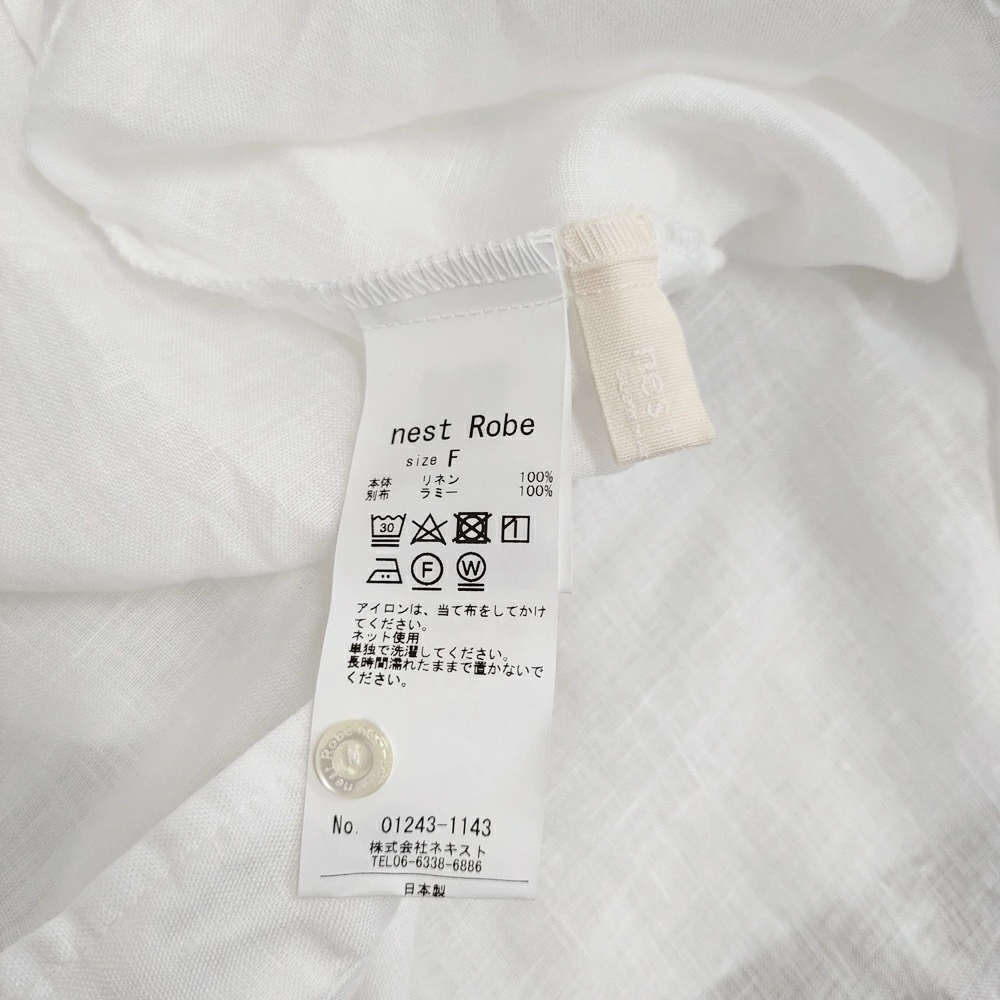 nest Robe
size F
本体 リネン 100%
別布 ラミー 100%
30
F W
アイロンは、当て布をしてかけ
てください。
ネット使用
単独で洗濯してください。
長時間濡れたままで置かないで
ください。
No. 01243-1143
株式会社ネキスト
TEL06-6338-6886
日本製
nes